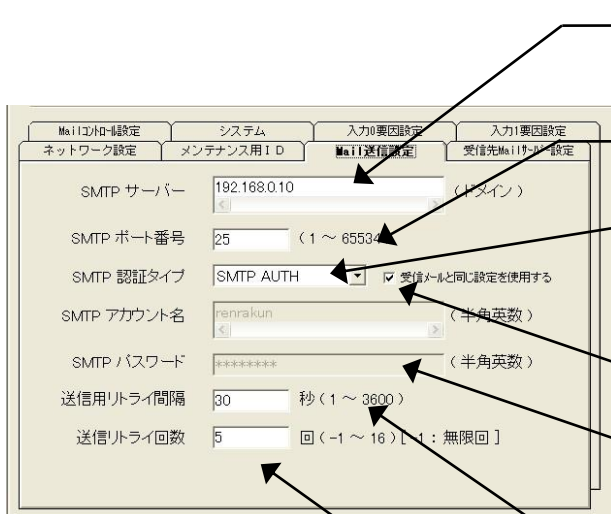 Mailコントロール設定 システム 入力0要因設定 入力1要因設定
ネットワーク設定 メンテナンス用ID Mail送信設定 受信先Mailサーバー設定
SMTP サーバー 192.168.0.10 (ドメイン)
SMTP ポート番号 25 (1 ~ 65534
SMTP 認証タイプ SMTP AUTH 受信メールと同じ設定を使用する
SMTP アカウント名 renrakun (半角英数)
SMTP パスワード ******** (半角英数)
送信用リトライ間隔 30 秒(1 ~ 3600)
送信リトライ回数 5 回(-1 ~ 16)[-1:無限回]